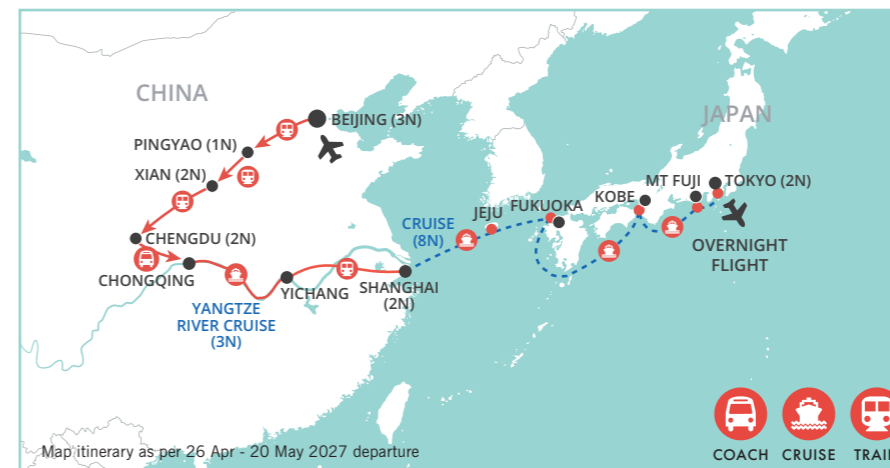 CHINA
JAPAN
BEIJING (3N)
PINGYAO (1N)
XIAN (2N)
CHENGDU (2N)
CHONGQING
YANGTZE
RIVER CRUISE
(3N)
YICHANG
SHANGHAI
(2N)
CRUISE
(8N)
JEJU
FUKUOKA
KOBE
MT FUJI
TOKYO (2N)
OVERNIGHT
FLIGHT
Map itinerary as per 26 Apr - 20 May 2027 departure
COACH
CRUISE
TRAIN